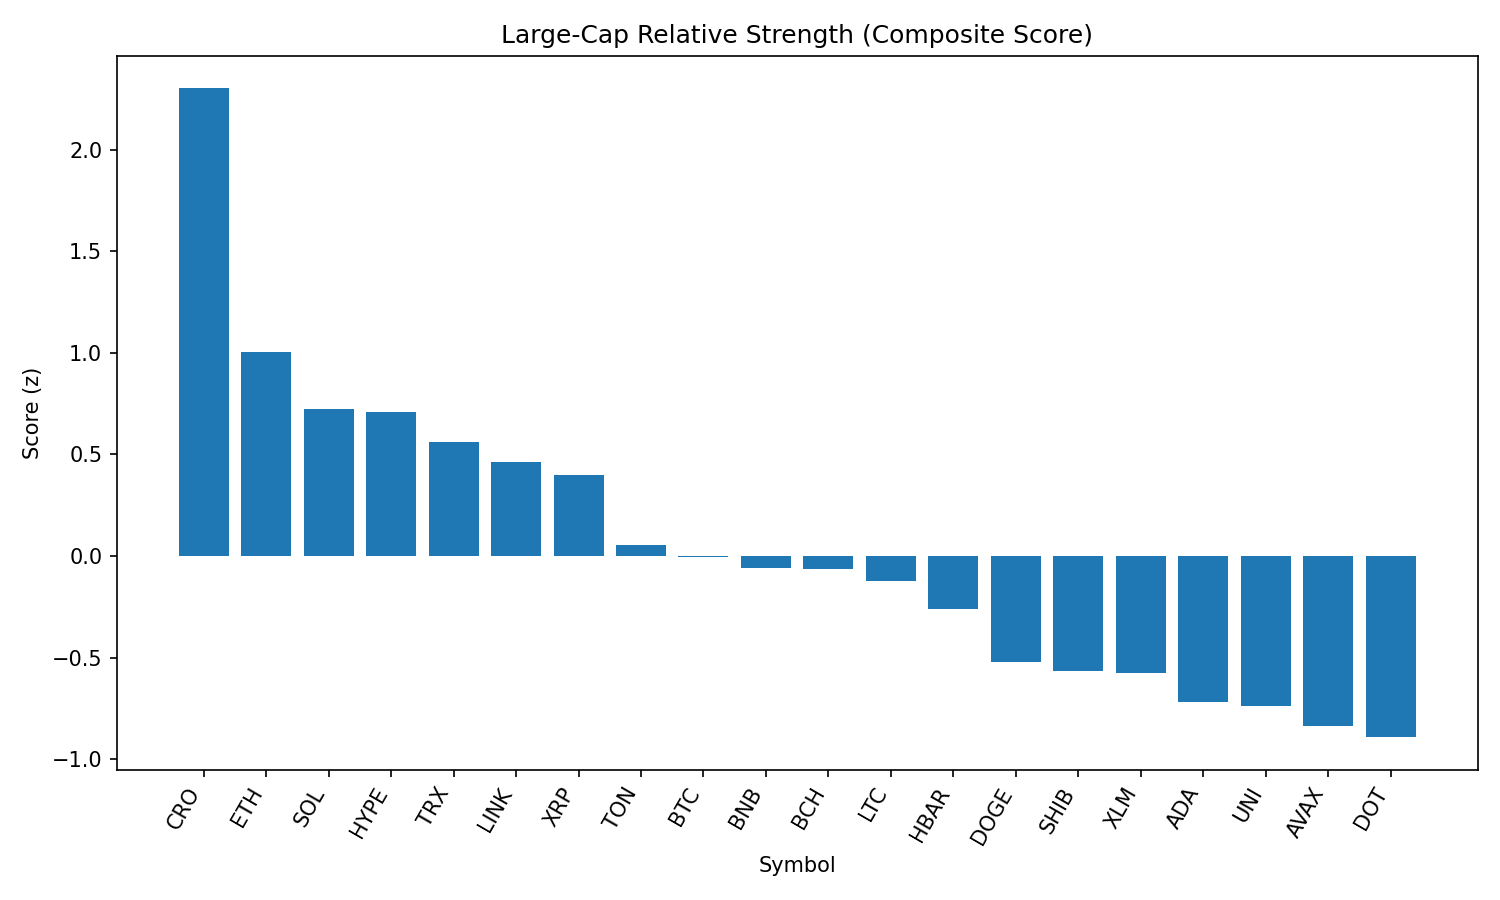 Large-Cap Relative Strength (Composite Score)
Score (z)
2.0
1.5
1.0
0.5
0.0
−0.5
−1.0
CRO
ETH
SOL
HYPE
TRX
LINK
XRP
TON
BTC
BNB
BCH
LTC
HBAR
DOGE
SHIB
XLM
ADA
UNI
AVAX
DOT
Symbol